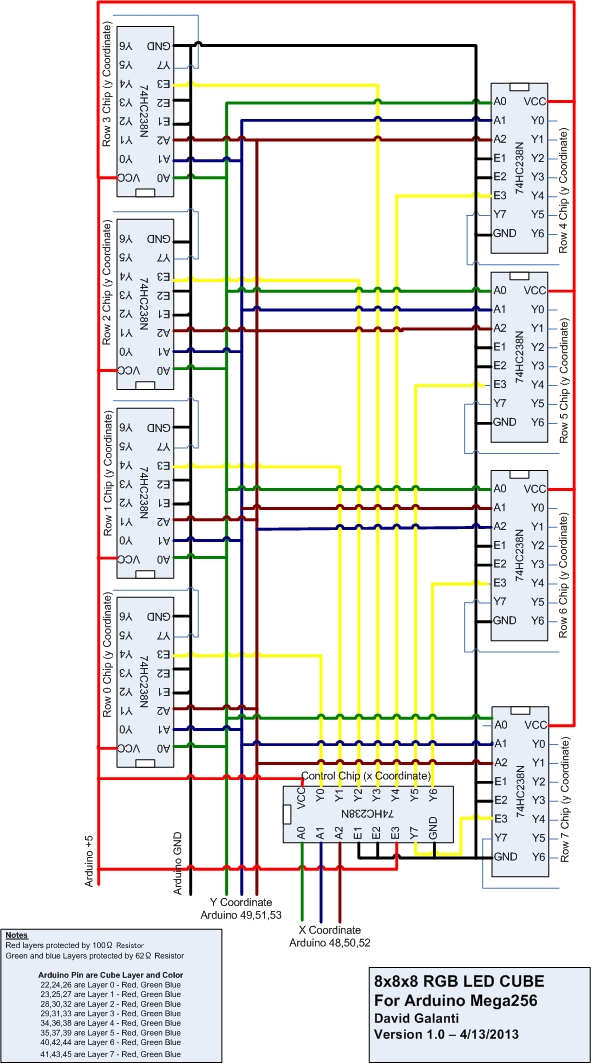 Row 3 Chip (y Coordinate)
74HC238N
Y6 GND
Y5 Y7
Y4 E3
Y3 E2
Y2 E1
Y1 A2
Y0 A1
VCC A0
Row 2 Chip (y Coordinate)
74HC238N
Y6 GND
Y5 Y7
Y4 E3
Y3 E2
Y2 E1
Y1 A2
Y0 A1
VCC A0
Row 1 Chip (y Coordinate)
74HC238N
Y6 GND
Y5 Y7
Y4 E3
Y3 E2
Y2 E1
Y1 A2
Y0 A1
VCC A0
Row 0 Chip (y Coordinate)
74HC238N
Y6 GND
Y5 Y7
Y4 E3
Y3 E2
Y2 E1
Y1 A2
Y0 A1
VCC A0
A0 VCC
A1 Y0
A2 Y1
E1 Y2
E2 Y3
E3 Y4
Y7 Y5
GND Y6
74HC238N
Row 4 Chip (y Coordinate)
A0 VCC
A1 Y0
A2 Y1
E1 Y2
E2 Y3
E3 Y4
Y7 Y5
GND Y6
74HC238N
Row 5 Chip (y Coordinate)
A0 VCC
A1 Y0
A2 Y1
E1 Y2
E2 Y3
E3 Y4
Y7 Y5
GND Y6
74HC238N
Row 6 Chip (y Coordinate)
A0 VCC
A1 Y0
A2 Y1
E1 Y2
E2 Y3
E3 Y4
Y7 Y5
GND Y6
74HC238N
Row 7 Chip (y Coordinate)
Control Chip (x Coordinate)
VCC Y0 Y1 Y2 Y3 Y4 Y5 Y6
74HC238N
A0 A1 A2 E1 E2 E3 Y7 GND
Arduino +5
Arduino GND
Y Coordinate
Arduino 49,51,53
X Coordinate
Arduino 48,50,52
Notes
Red layers protected by 100Ω Resistor
Green and blue Layers protected by 62Ω Resistor
Arduino Pin are Cube Layer and Color
22,24,26 are Layer 0 - Red, Green Blue
23,25,27 are Layer 1 - Red, Green Blue
28,30,32 are Layer 2 - Red, Green Blue
29,31,33 are Layer 3 - Red, Green Blue
34,36,38 are Layer 4 - Red, Green Blue
35,37,39 are Layer 5 - Red, Green Blue
40,42,44 are Layer 6 - Red, Green Blue
41,43,45 are Layer 7 - Red, Green Blue
8x8x8 RGB LED CUBE
For Arduino Mega256
David Galanti
Version 1.0 – 4/13/2013